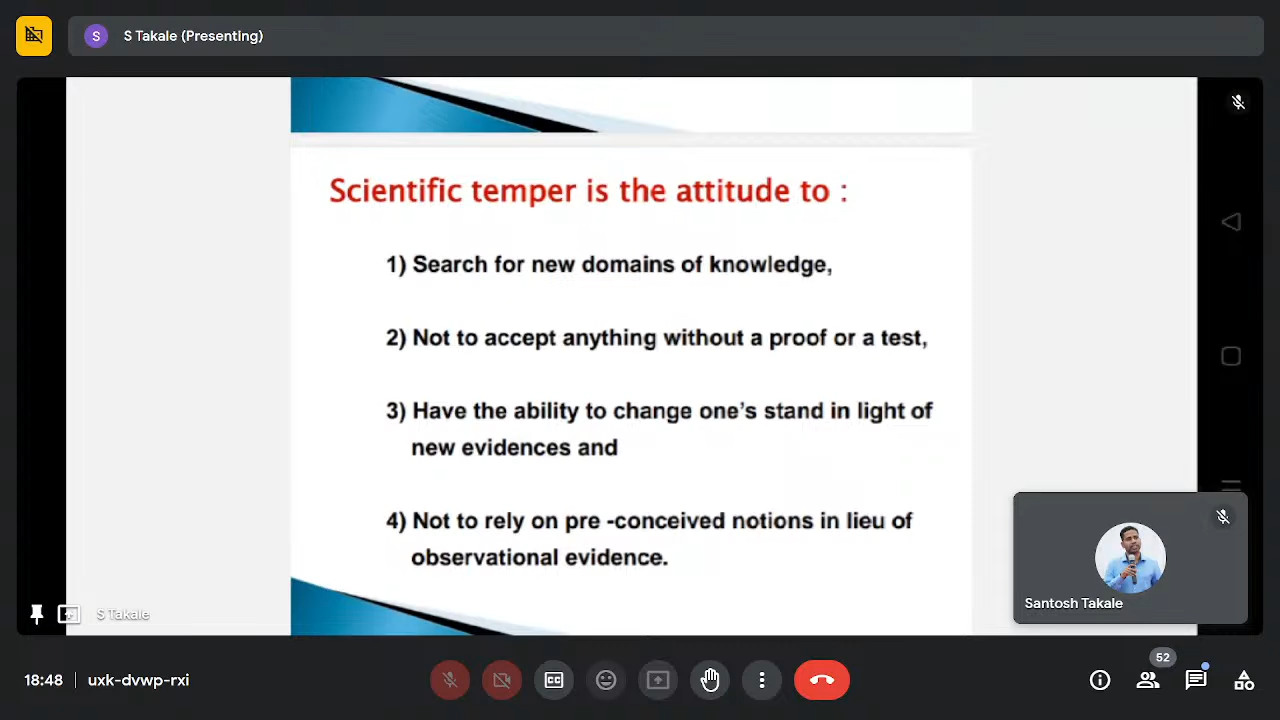 S
S Takale (Presenting)
Scientific temper is the attitude to :
1) Search for new domains of knowledge,
2) Not to accept anything without a proof or a test,
3) Have the ability to change one's stand in light of
new evidences and
4) Not to rely on pre -conceived notions in lieu of
observational evidence.
S Takale
Santosh Takale
18:48 | uxk-dvwp-rxi
CC
52